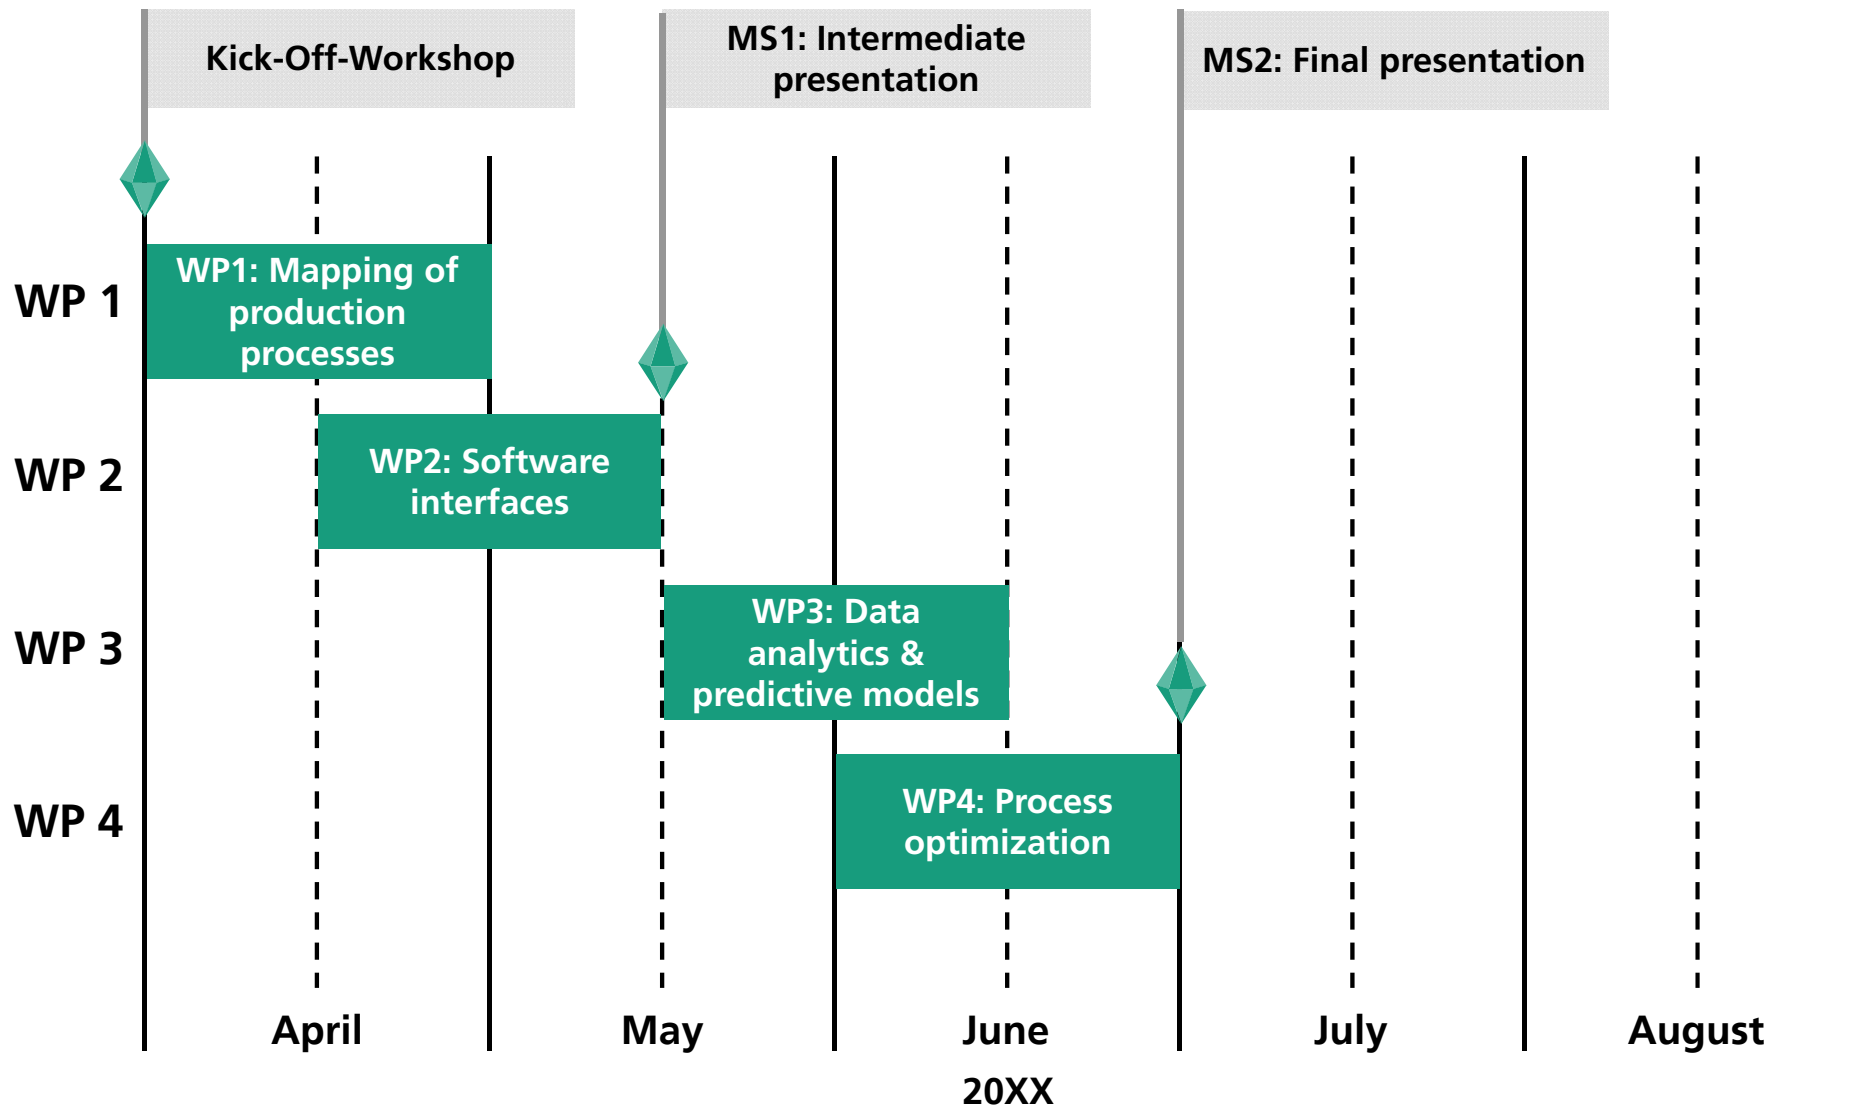 Kick-Off-Workshop
MS1: Intermediate
presentation
MS2: Final presentation
WP 1
WP1: Mapping of
production
processes
WP 2
WP2: Software
interfaces
WP 3
WP3: Data
analytics &
predictive models
WP 4
WP4: Process
optimization
April
May
June
July
August
20XX